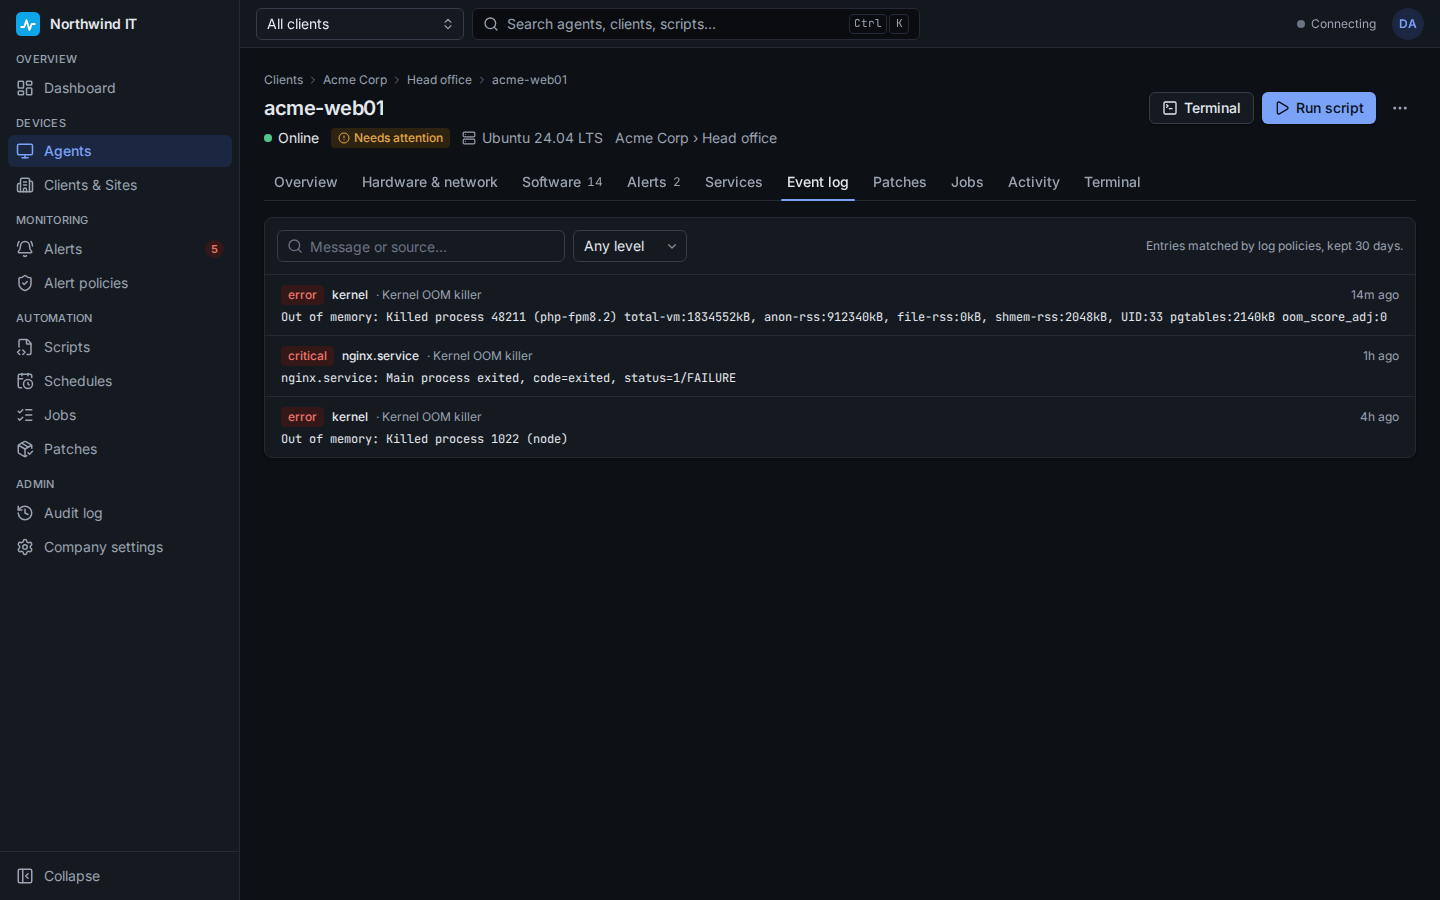 Northwind IT
All clients
Search agents, clients, scripts...
Ctrl K
Connecting
DA
OVERVIEW
Dashboard
DEVICES
Agents
Clients & Sites
MONITORING
Alerts 5
Alert policies
AUTOMATION
Scripts
Schedules
Jobs
Patches
ADMIN
Audit log
Company settings
Collapse
Clients > Acme Corp > Head office > acme-web01
acme-web01
Terminal
Run script
Online
Needs attention
Ubuntu 24.04 LTS
Acme Corp › Head office
Overview Hardware & network Software 14 Alerts 2 Services Event log Patches Jobs Activity Terminal
Message or source...
Any level
Entries matched by log policies, kept 30 days.
error kernel · Kernel OOM killer 14m ago
Out of memory: Killed process 48211 (php-fpm8.2) total-vm:1834552kB, anon-rss:912340kB, file-rss:0kB, shmem-rss:2048kB, UID:33 pgtables:2140kB oom_score_adj:0
critical nginx.service · Kernel OOM killer 1h ago
nginx.service: Main process exited, code=exited, status=1/FAILURE
error kernel · Kernel OOM killer 4h ago
Out of memory: Killed process 1022 (node)